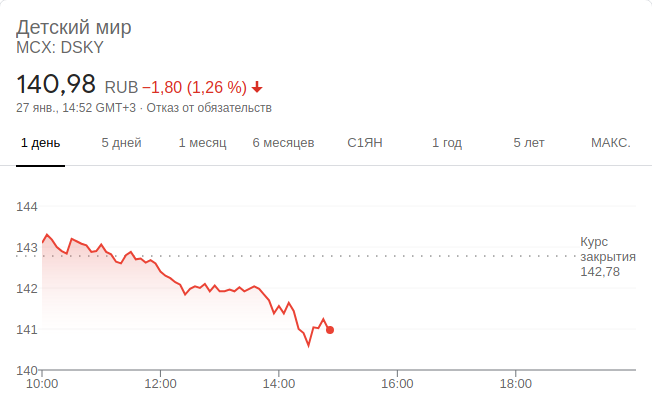 Детский мир
MCX: DSKY
140,98 RUB −1,80 (1,26 %)
27 янв., 14:52 GMT+3 · Отказ от обязательств
1 день 5 дней 1 месяц 6 месяцев С1ЯН 1 год 5 лет МАКС.
144
143
142
141
140
Курс
закрытия
142,78
10:00 12:00 14:00 16:00 18:00